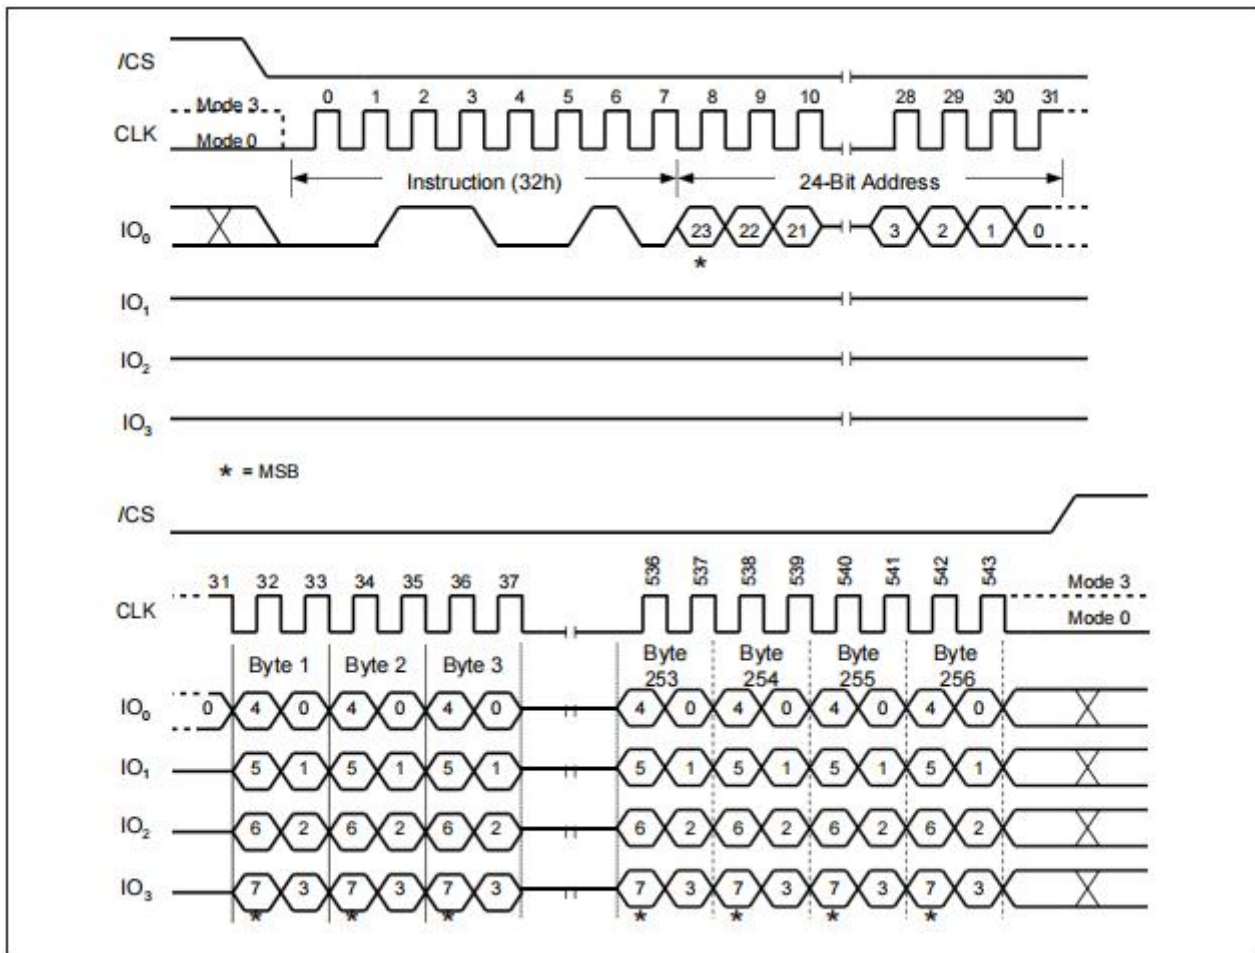 /CS
0 1 2 3 4 5 6 7 8 9 10 28 29 30 31
Mode 3
CLK
Mode 0
Instruction (32h) 24-Bit Address
IO0 23 22 21 3 2 1 0
*
IO1
IO2
IO3
* = MSB
/CS
31 32 33 34 35 36 37 536 537 538 539 540 541 542 543
Mode 3
CLK
Mode 0
Byte 1 Byte 2 Byte 3 Byte 253 Byte 254 Byte 255 Byte 256
IO0 0 4 0 4 0 4 0 4 0 4 0 4 0 4 0
IO1 5 1 5 1 5 1 5 1 5 1 5 1 5 1
IO2 6 2 6 2 6 2 6 2 6 2 6 2 6 2
IO3 7 3 7 3 7 3 7 3 7 3 7 3 7 3
* * * * * * *